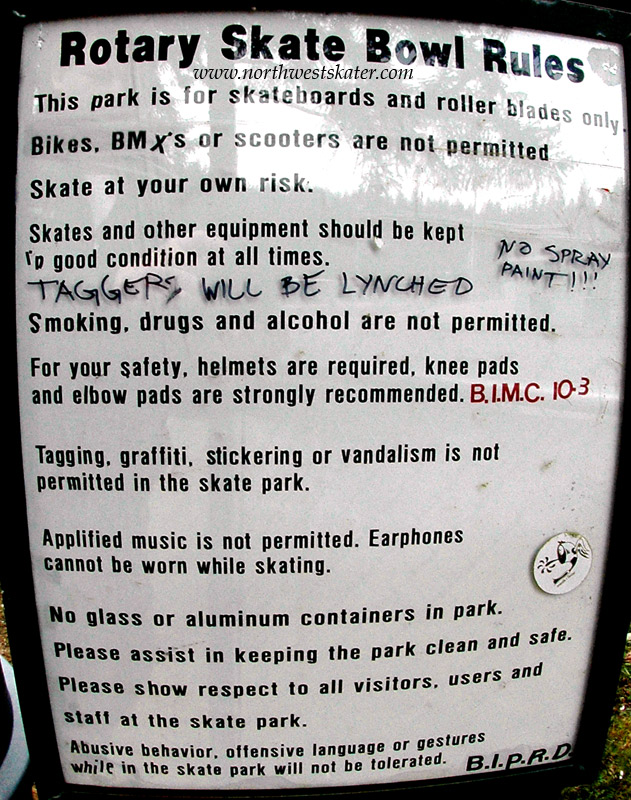 Rotary Skate Bowl Rules
www.northwestskater.com
This park is for skateboards and roller blades only.
Bikes, BMX's or scooters are not permitted
Skate at your own risk.
Skates and other equipment should be kept
in good condition at all times.
NO SPRAY
PAINT!!!
TAGGERS WILL BE LYNCHED
Smoking, drugs and alcohol are not permitted.
For your safety, helmets are required, knee pads
and elbow pads are strongly recommended. B.I.M.C. 10-3
Tagging, graffiti, stickering or vandalism is not
permitted in the skate park.
Applified music is not permitted. Earphones
cannot be worn while skating.
No glass or aluminum containers in park.
Please assist in keeping the park clean and safe.
Please show respect to all visitors, users and
staff at the skate park.
Abusive behavior, offensive language or gestures
while in the skate park will not be tolerated. B.I.P.R.D.